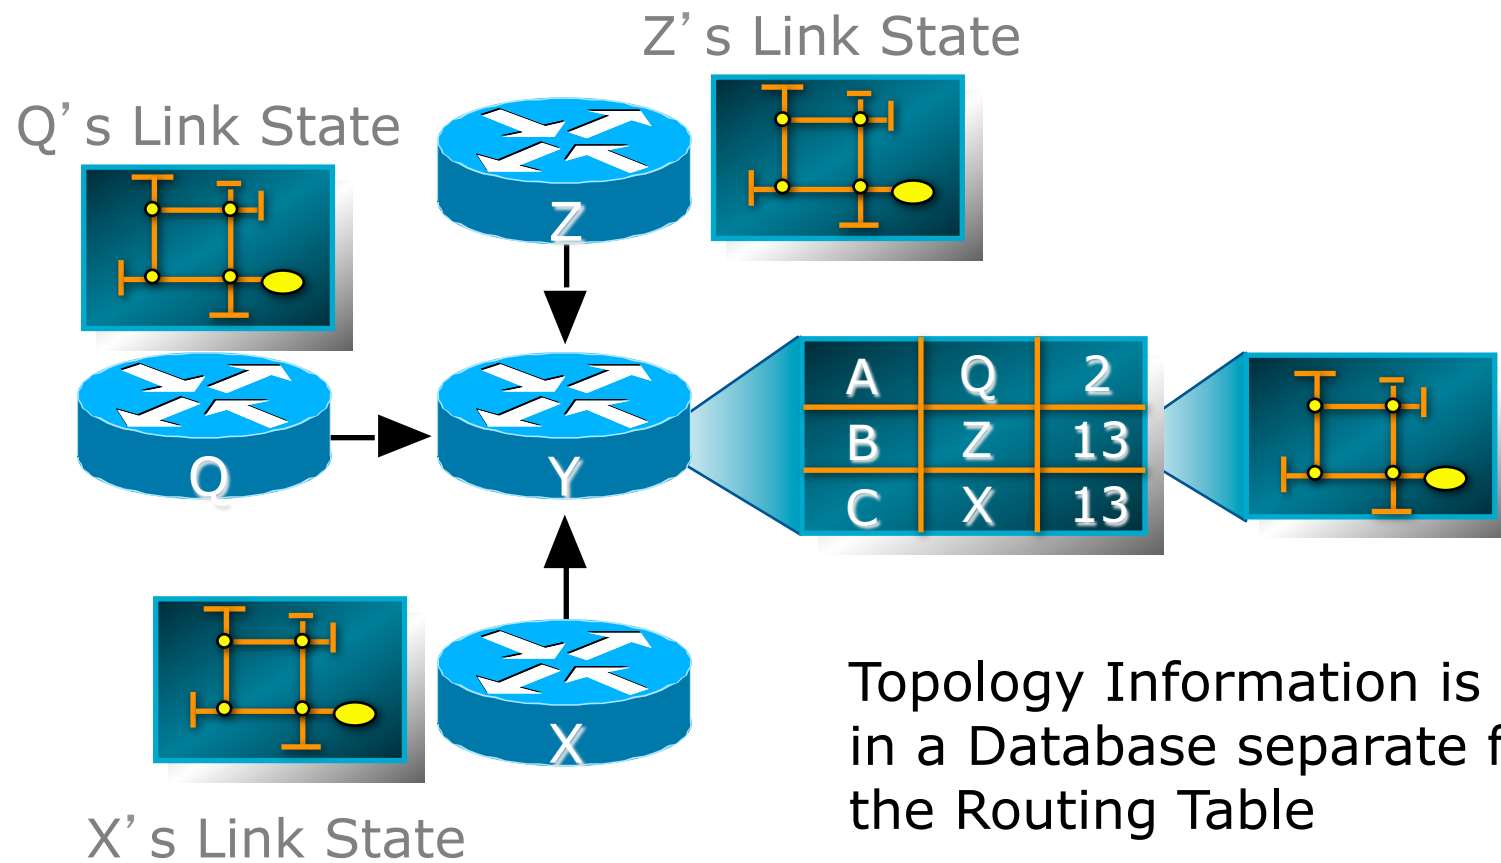 Z’s Link State
Q’s Link State
Z
Q
Y
A Q 2
B Z 13
C X 13
X
X’s Link State
Topology Information is
in a Database separate
the Routing Table